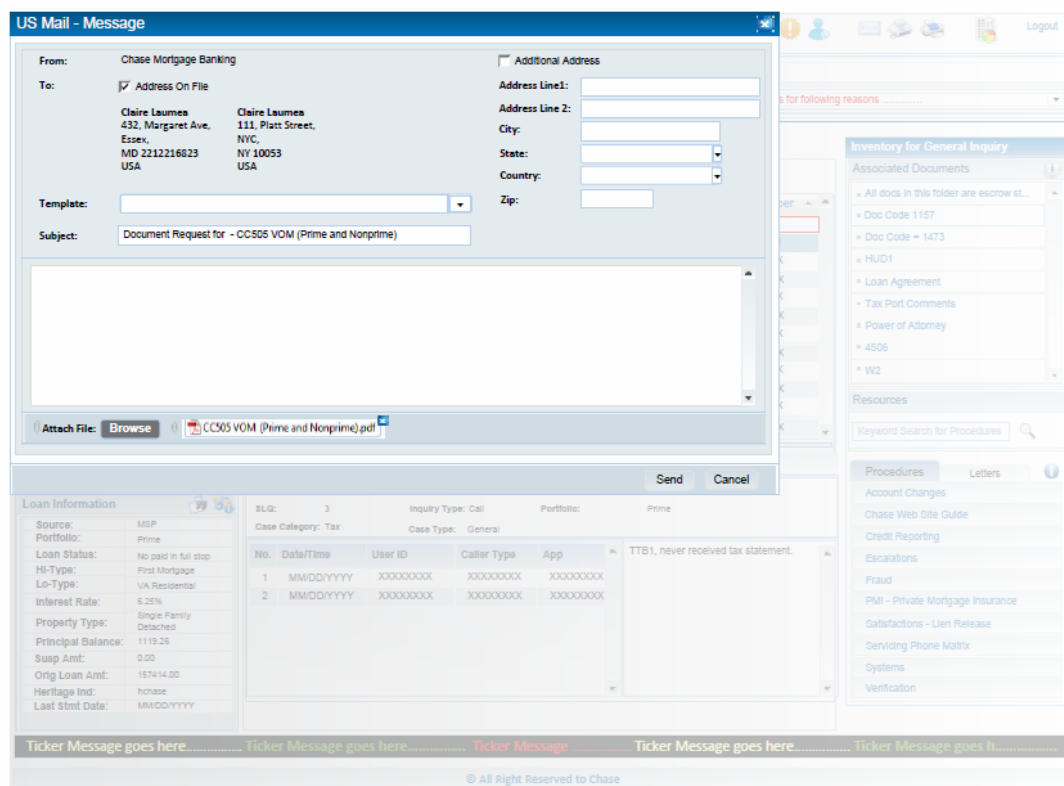 US Mail - Message
Logout
From: Chase Mortgage Banking
Additional Address
To: Address On File
Address Line1:
s for following reasons .............
Claire Laumea Claire Laumea
432, Margaret Ave, 111, Platt Street,
Essex, NYC,
MD 2212216823 NY 10053
USA USA
Address Line 2:
City:
State:
Country:
Zip:
Template:
Subject: Document Request for - CC505 VOM (Prime and Nonprime)
Attach File: Browse CC505 VOM (Prime and Nonprime).pdf
Send Cancel
Inventory for General Inquiry
Associated Documents
All docs in this folder are escrow st...
Doc Code 1157
Doc Code = 1473
HUD1
Loan Agreement
Tax Port Comments
Power of Attorney
4506
W2
Resources
Keyword Search for Procedures
Procedures Letters
Account Changes
Chase Web Site Guide
Credit Reporting
Escalations
Fraud
PMI - Private Mortgage Insurance
Satisfactions - Lien Release
Servicing Phone Matrix
Systems
Verification
Loan Information
Source: MSP
Portfolio: Prime
Loan Status: No paid in full stop
Hi-Type: First Mortgage
Lo-Type: VA Residential
Interest Rate: 6.25%
Property Type: Single Family
Detached
Principal Balance: 1119.26
Susp Amt: 0.00
Orig Loan Amt: 157414.00
Heritage Ind: hchase
Last Stmt Date: MM/DD/YYYY
SLQ: 3 Inquiry Type: Call Portfolio: Prime
Case Category: Tax Case Type: General
No. Date/Time User ID Caller Type App
1 MM/DD/YYYY XXXXXXXX XXXXXXXX XXXXXXXX
2 MM/DD/YYYY XXXXXXXX XXXXXXXX XXXXXXXX
TTB1, never received tax statement.
Ticker Message goes here.............. Ticker Message goes here.............. Ticker Message .............. Ticker Message goes here.............. Ticker Message goes h...............
© All Right Reserved to Chase